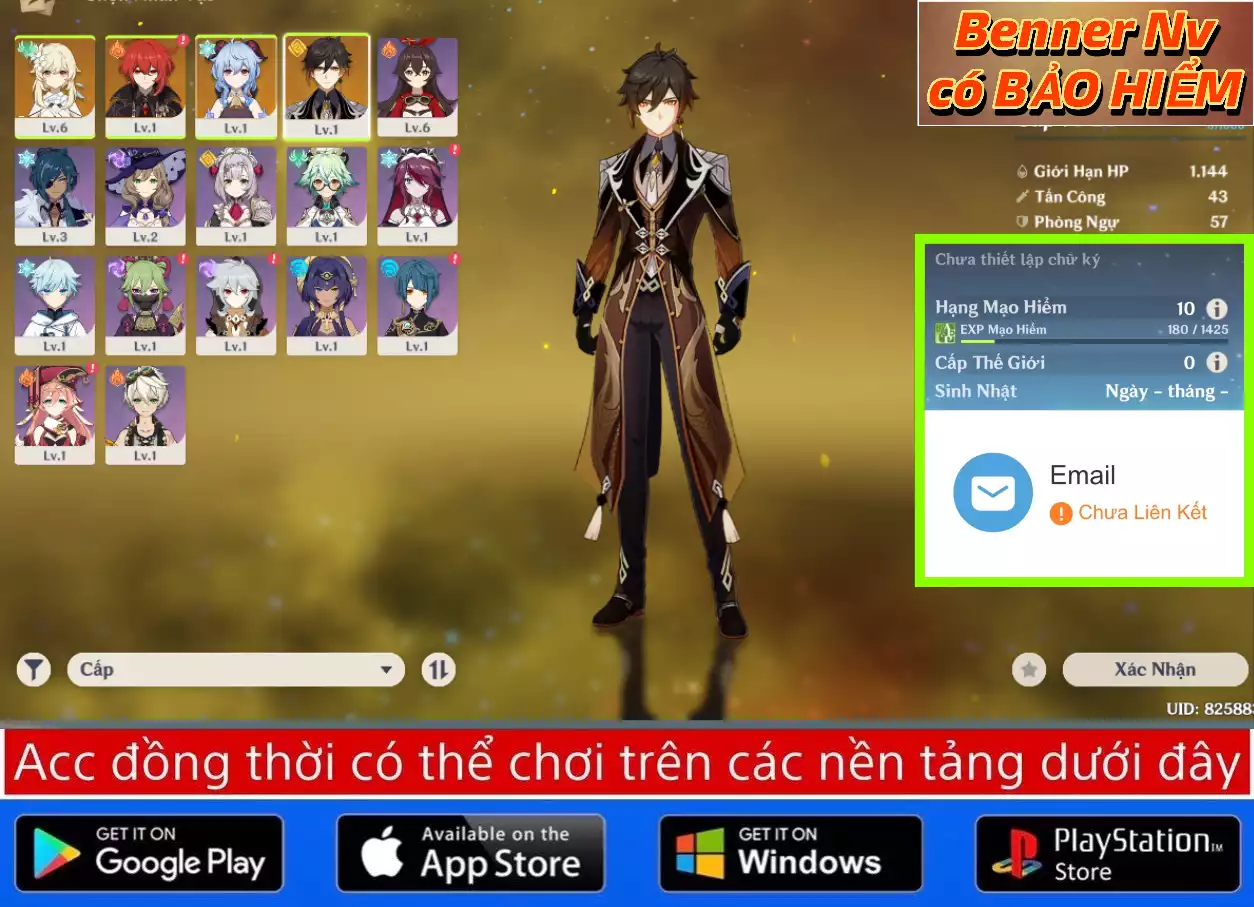 Benner Nv
có BẢO HIỂM
Lv.6
Lv.1
Lv.1
Lv.1
Lv.6
Lv.3
Lv.2
Lv.1
Lv.1
Lv.1
Lv.1
Lv.1
Lv.1
Lv.1
Lv.1
Lv.1
Lv.1
Giới Hạn HP 1.144
Tấn Công 43
Phòng Ngự 57
Chưa thiết lập chữ ký
Hạng Mạo Hiểm 10
EXP Mạo Hiểm 180 / 1425
Cấp Thế Giới 0
Sinh Nhật Ngày - tháng -
Email
Chưa Liên Kết
Cấp
Xác Nhận
UID: 82588
Acc đồng thời có thể chơi trên các nền tảng dưới đây
GET IT ON
Google Play
Available on the
App Store
GET IT ON
Windows
PlayStation™
Store